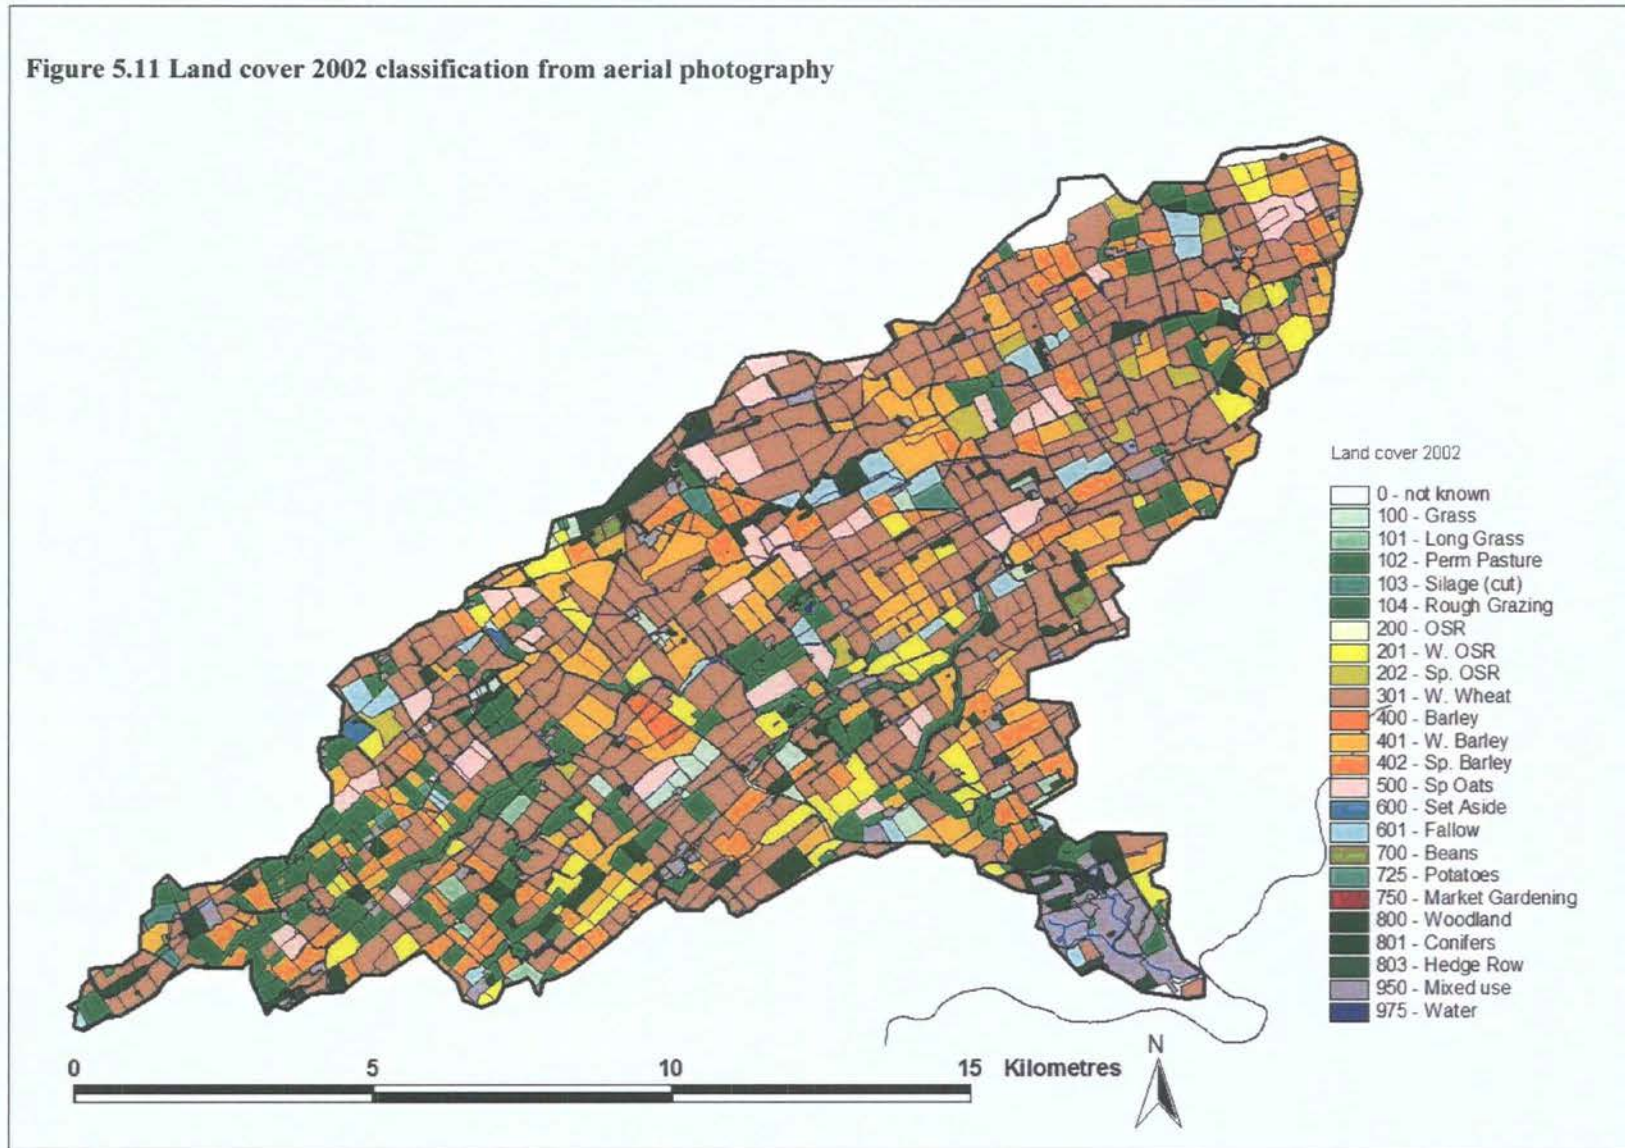 Figure 5.11 Land cover 2002 classification from aerial photography
Land cover 2002
0 - not known
100 - Grass
101 - Long Grass
102 - Perm Pasture
103 - Silage (cut)
104 - Rough Grazing
200 - OSR
201 - W. OSR
202 - Sp. OSR
301 - W. Wheat
400 - Barley
401 - W. Barley
402 - Sp. Barley
500 - Sp Oats
600 - Set Aside
601 - Fallow
700 - Beans
725 - Potatoes
750 - Market Gardening
800 - Woodland
801 - Conifers
803 - Hedge Row
950 - Mixed use
975 - Water
N
0 5 10 15 Kilometres